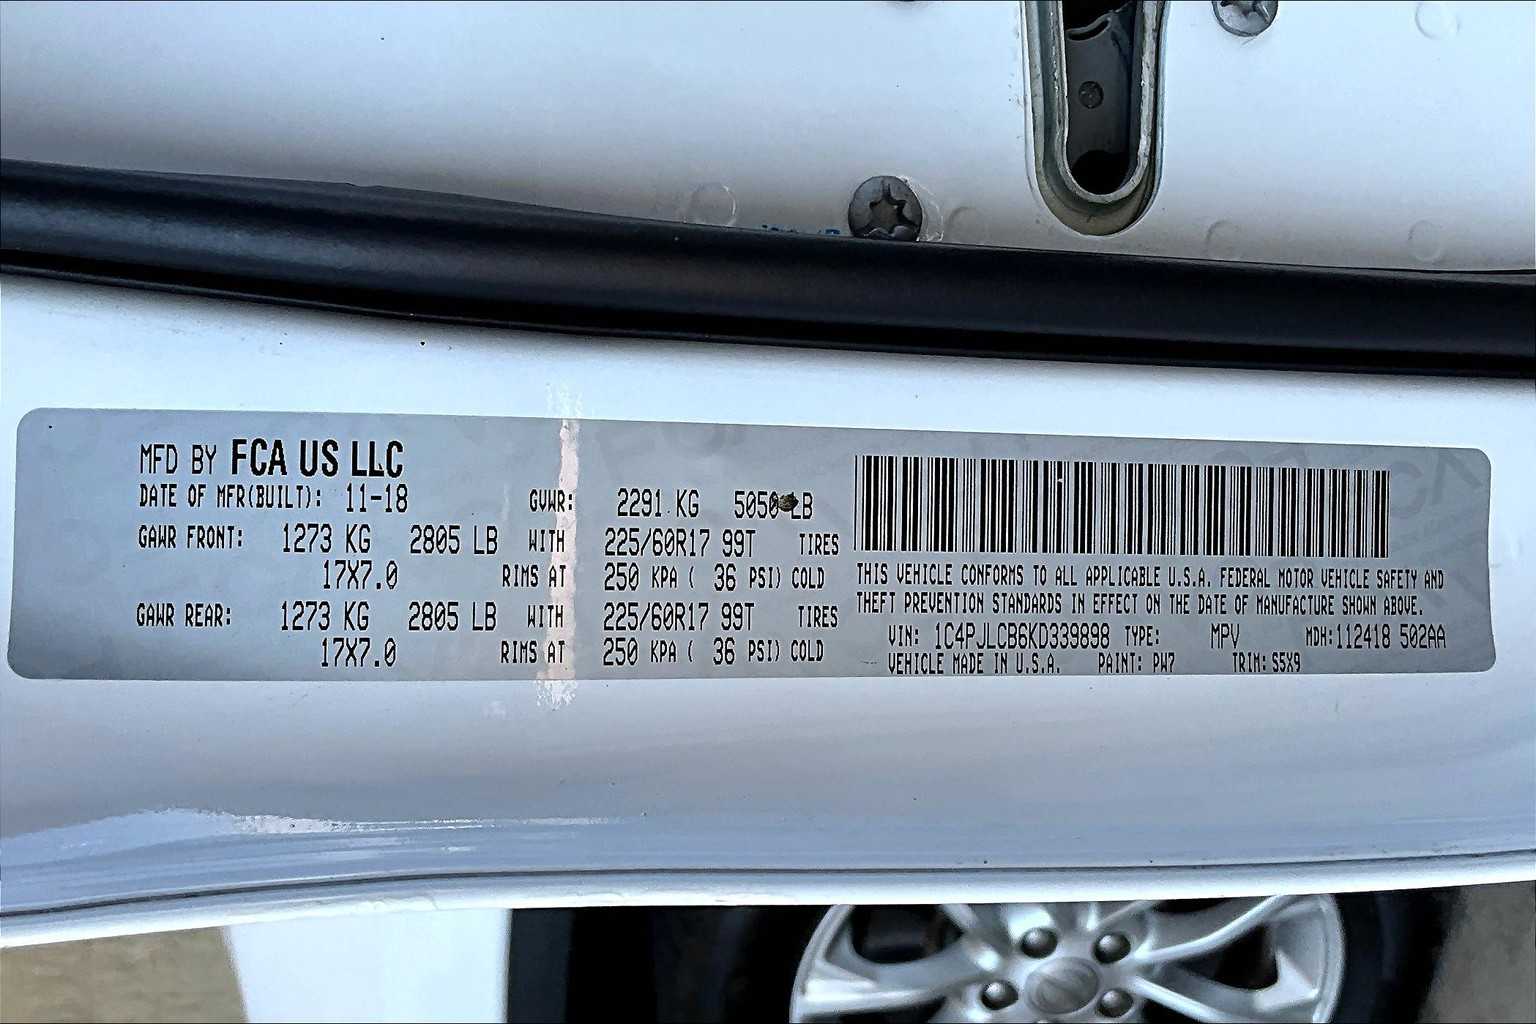 MFD BY FCA US LLC
DATE OF MFR(BUILT): 11-18 GVWR: 2291 KG 5050 LB
GAWR FRONT: 1273 KG 2805 LB WITH 225/60R17 99T TIRES
17X7.0 RIMS AT 250 KPA ( 36 PSI) COLD
GAWR REAR: 1273 KG 2805 LB WITH 225/60R17 99T TIRES
17X7.0 RIMS AT 250 KPA ( 36 PSI) COLD
THIS VEHICLE CONFORMS TO ALL APPLICABLE U.S.A. FEDERAL MOTOR VEHICLE SAFETY AND
THEFT PREVENTION STANDARDS IN EFFECT ON THE DATE OF MANUFACTURE SHOWN ABOVE.
VIN: 1C4PJLCB6KD339898 TYPE: MPV MDH:112418 502AA
VEHICLE MADE IN U.S.A. PAINT: PW7 TRIM: S5X9